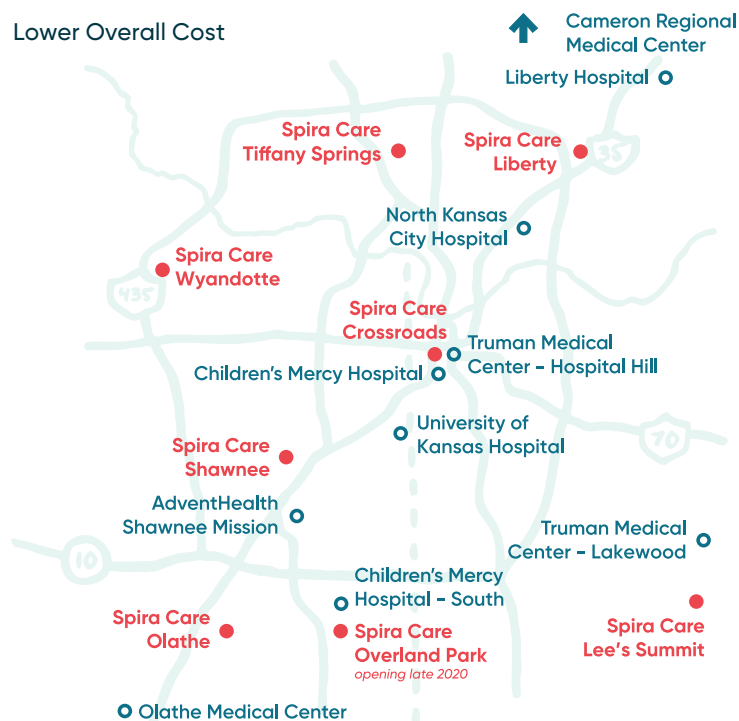 Lower Overall Cost
Cameron Regional
Medical Center
Liberty Hospital
Spira Care
Tiffany Springs
Spira Care
Liberty
35
North Kansas
City Hospital
Spira Care
Wyandotte
435
Spira Care
Crossroads
Truman Medical
Center - Hospital Hill
Children's Mercy Hospital
University of
Kansas Hospital
70
Spira Care
Shawnee
AdventHealth
Shawnee Mission
Truman Medical
Center - Lakewood
10
Children's Mercy
Hospital - South
Spira Care
Olathe
Spira Care
Overland Park
opening late 2020
Spira Care
Lee's Summit
Olathe Medical Center